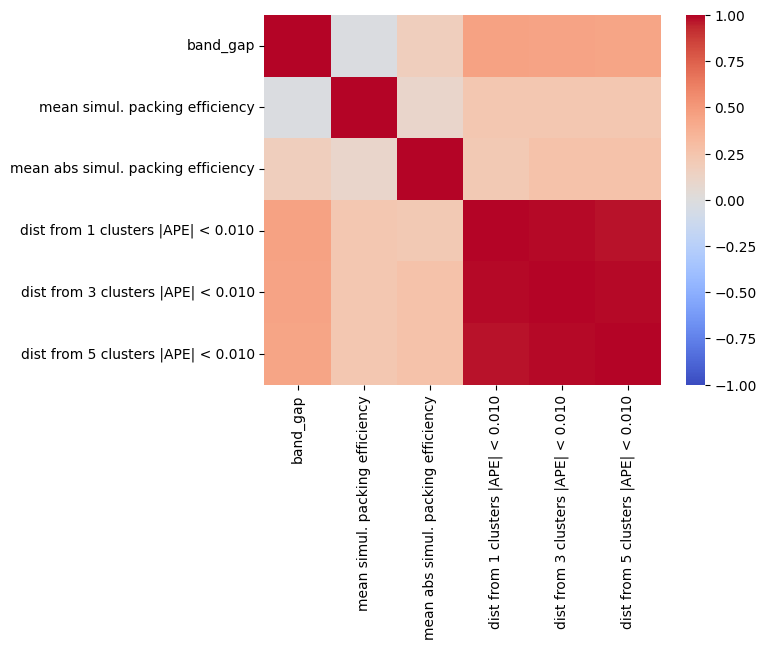 band_gap
mean simul. packing efficiency
mean abs simul. packing efficiency
dist from 1 clusters |APE| < 0.010
dist from 3 clusters |APE| < 0.010
dist from 5 clusters |APE| < 0.010
band_gap
mean simul. packing efficiency
mean abs simul. packing efficiency
dist from 1 clusters |APE| < 0.010
dist from 3 clusters |APE| < 0.010
dist from 5 clusters |APE| < 0.010
1.00
0.75
0.50
0.25
0.00
−0.25
−0.50
−0.75
−1.00